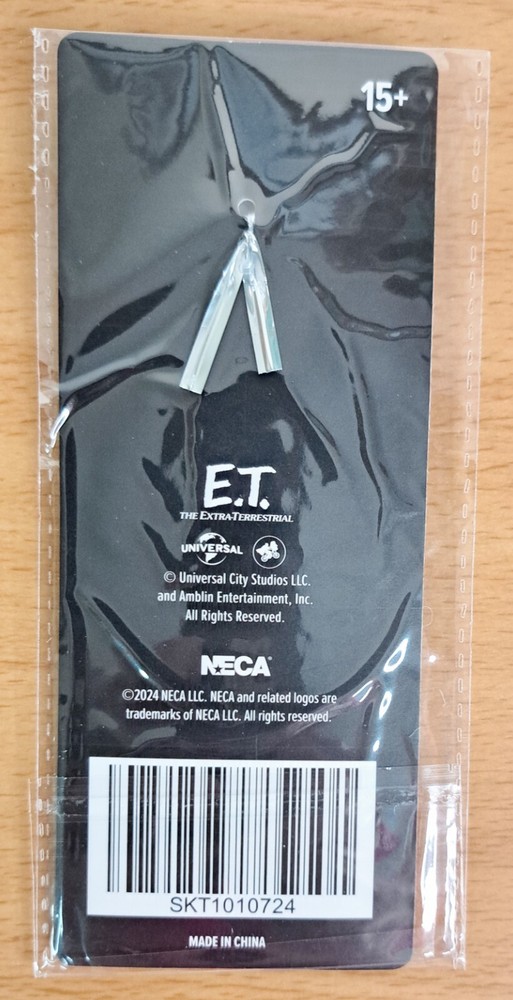 15+
E.T.
THE EXTRA-TERRESTRIAL
UNIVERSAL
© Universal City Studios LLC.
and Amblin Entertainment, Inc.
All Rights Reserved.
NECA®
©2024 NECA LLC. NECA and related logos are
trademarks of NECA LLC. All rights reserved.
SKT1010724
MADE IN CHINA